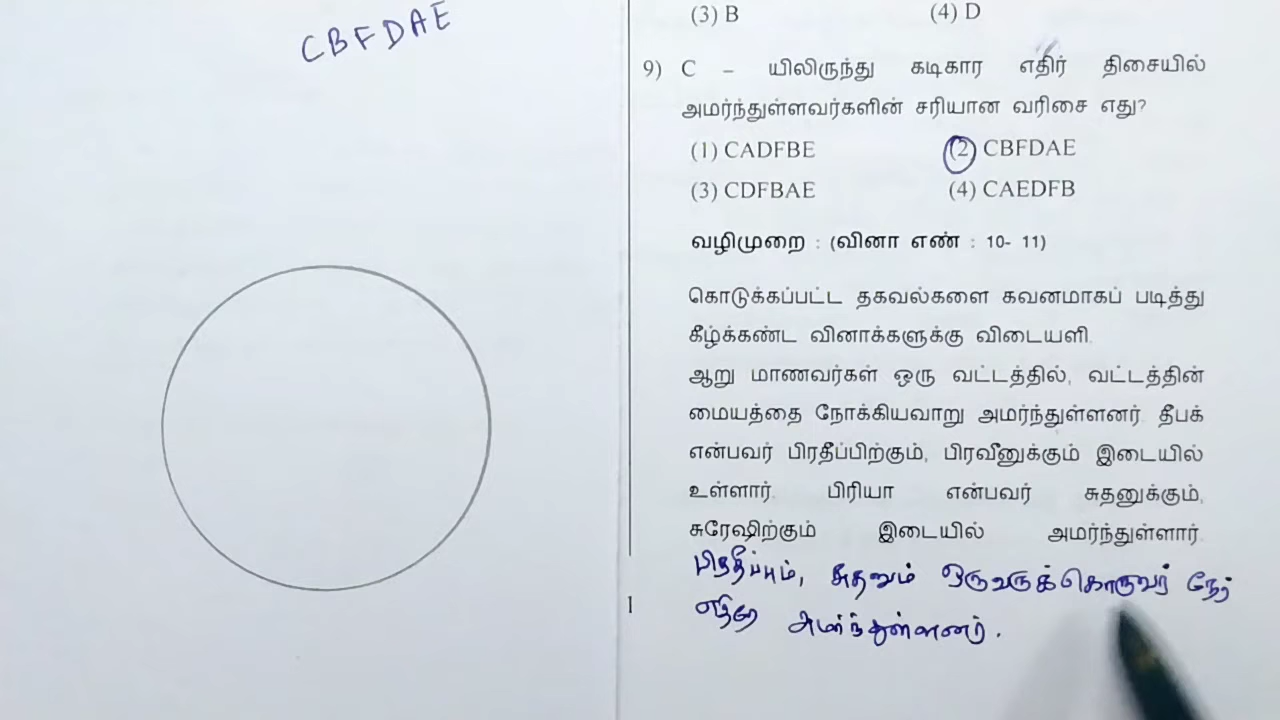 CBFDAE
(3) B (4) D
9) C – யிலிருந்து கடிகார எதிர் திசையில்
அமர்ந்துள்ளவர்களின் சரியான வரிசை எது?
(1) CADFBE (2) CBFDAE
(3) CDFBAE (4) CAEDFB
வழிமுறை : (வினா எண் : 10- 11)
கொடுக்கப்பட்ட தகவல்களை கவனமாகப் படித்து
கீழ்க்கண்ட வினாக்களுக்கு விடையளி.
ஆறு மாணவர்கள் ஒரு வட்டத்தில், வட்டத்தின்
மையத்தை நோக்கியவாறு அமர்ந்துள்ளனர். தீபக்
என்பவர் பிரதீப்பிற்கும், பிரவீனுக்கும் இடையில்
உள்ளார். பிரியா என்பவர் சுதனுக்கும்,
சுரேஷிற்கும் இடையில் அமர்ந்துள்ளார்.
பிரதீப்பும், சுதனும் ஒருவருக்கொருவர் நேர்
எதிரே அமர்ந்துள்ளனர்.
1